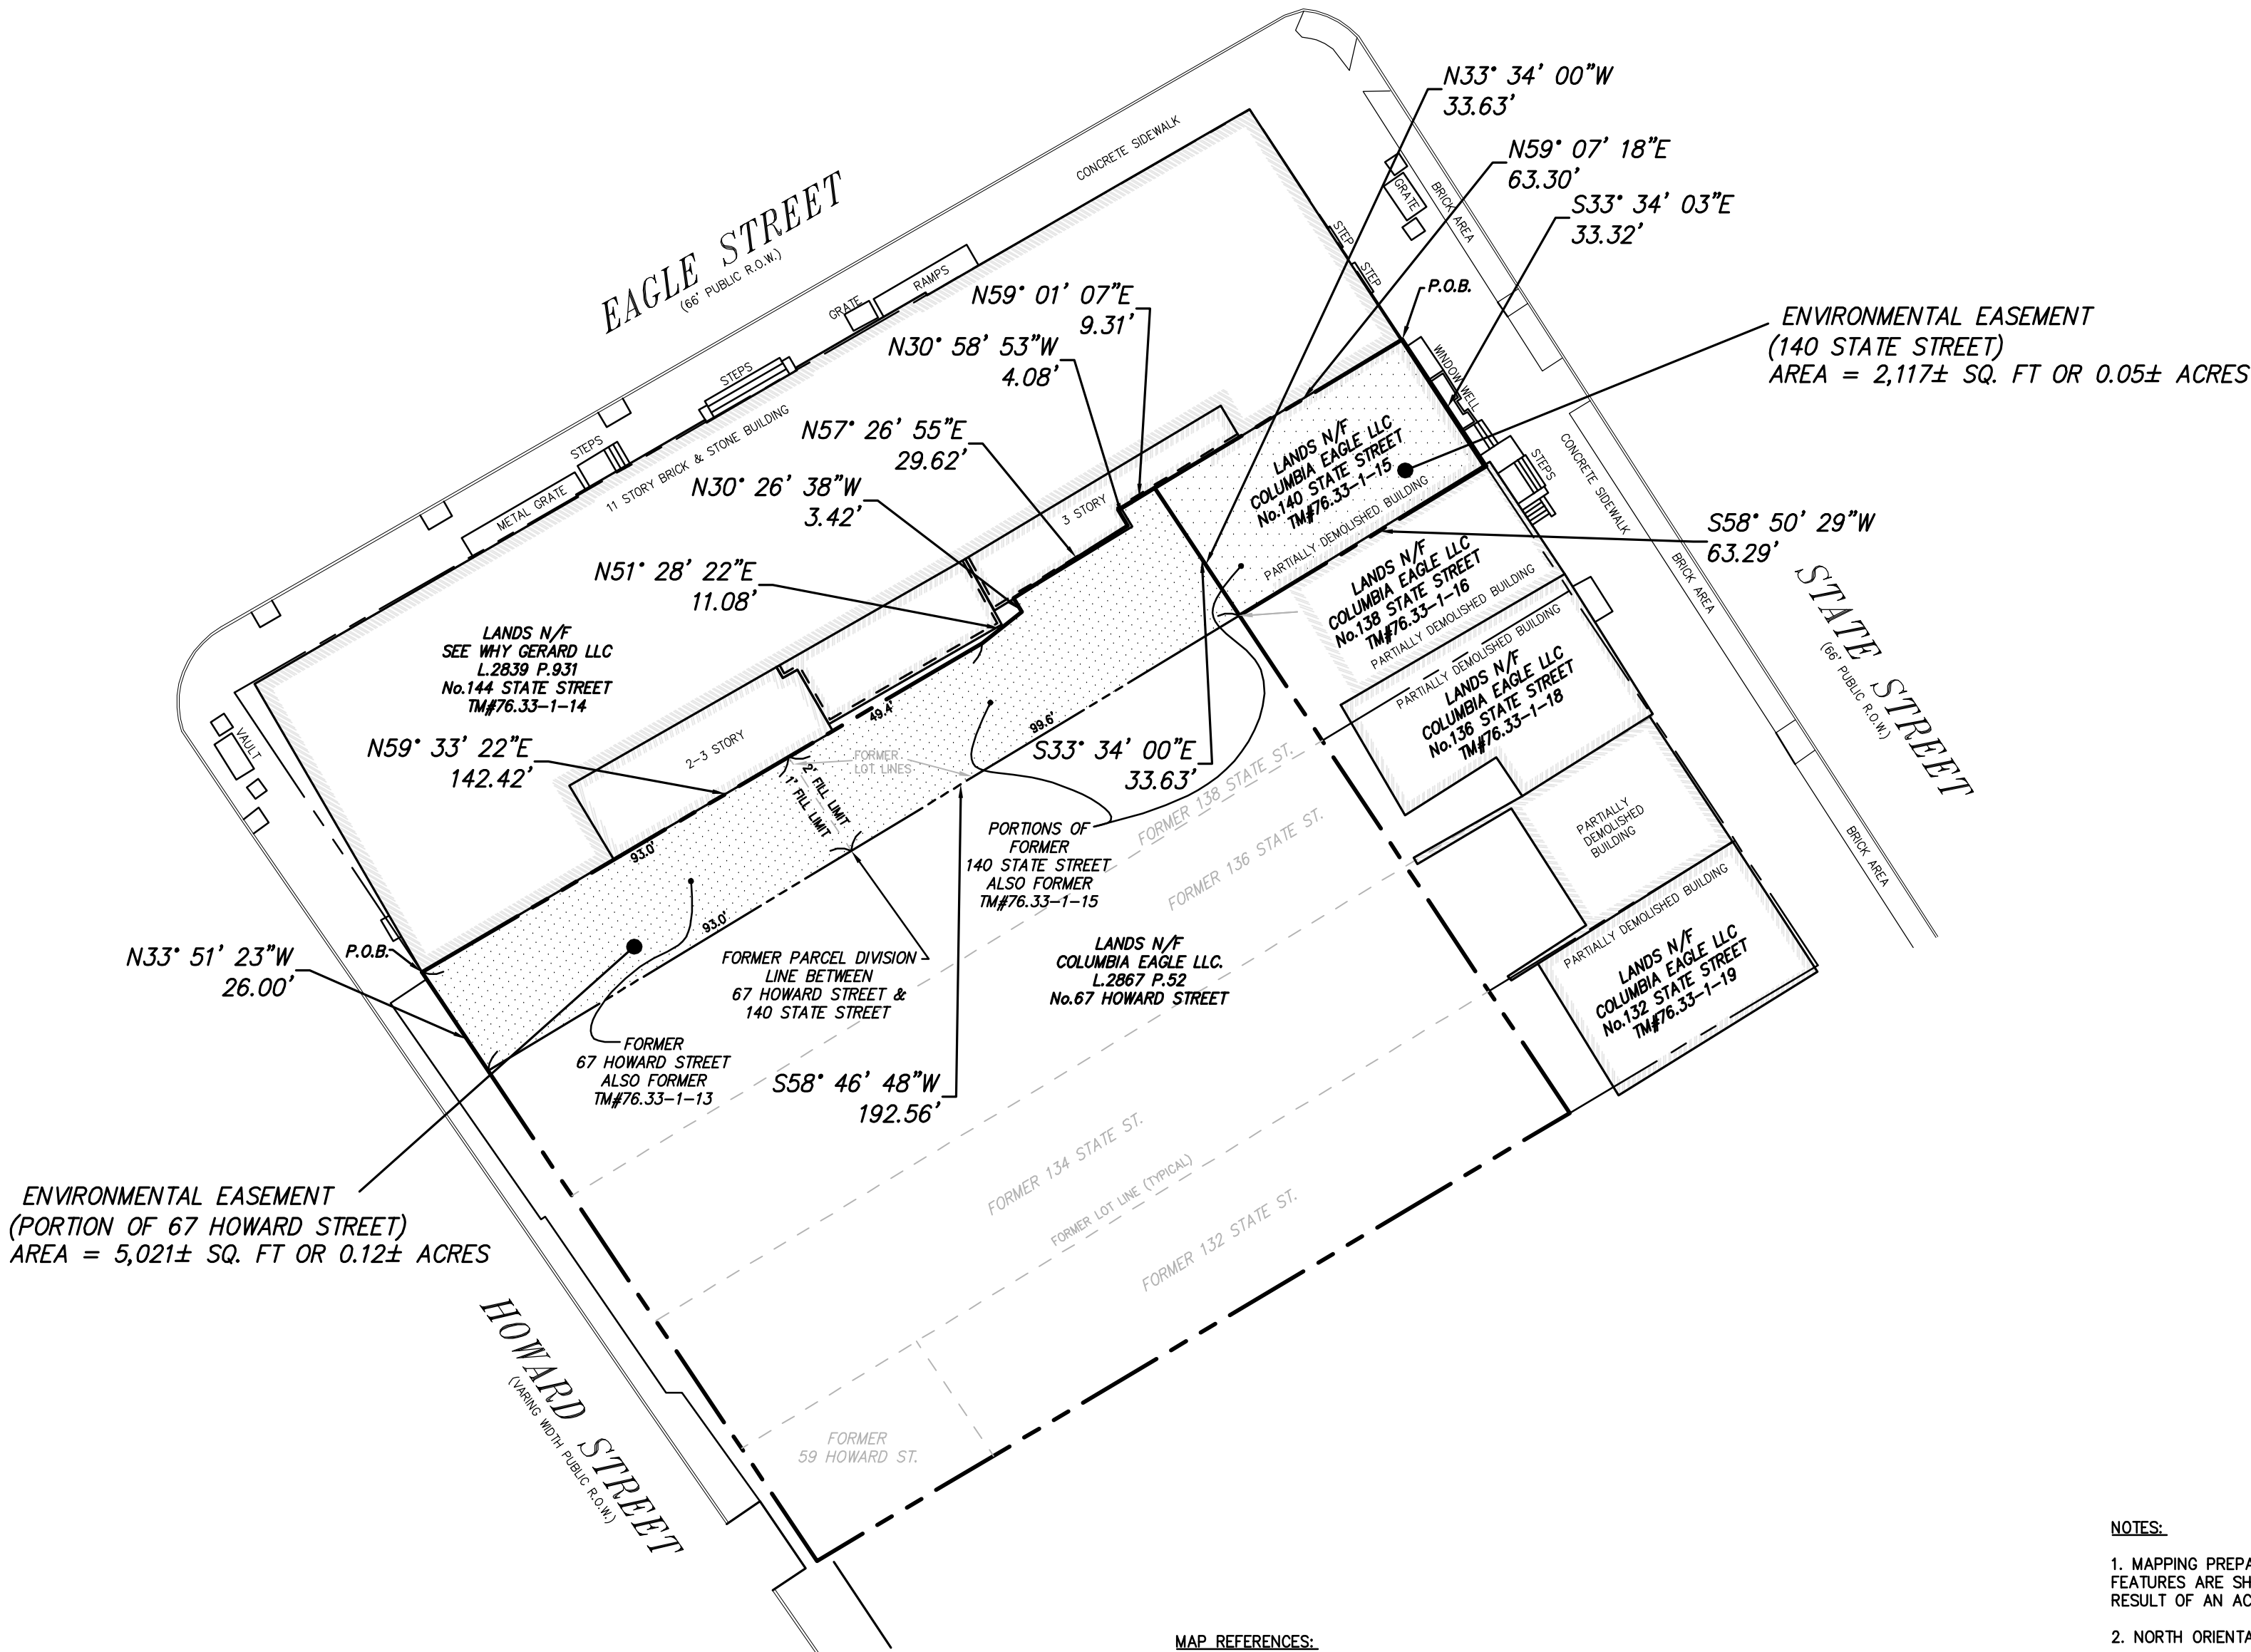 N33° 34' 00"W
33.63'
N59° 07' 18"E
63.30'
S33° 34' 03"E
33.32'
CONCRETE SIDEWALK
GRATE
BRICK AREA
EAGLE STREET
(66' PUBLIC R.O.W.)
STEP
STEP
RAMPS
GRATE
P.O.B.
N59° 01' 07"E
9.31'
ENVIRONMENTAL EASEMENT
(140 STATE STREET)
AREA = 2,117± SQ. FT OR 0.05± ACRES
N30° 58' 53"W
4.08'
STEPS
WINDOW WELL
11 STORY BRICK & STONE BUILDING
N57° 26' 55"E
29.62'
STEPS
METAL GRATE
N30° 26' 38"W
3.42'
3 STORY
LANDS N/F
COLUMBIA EAGLE LLC
No.140 STATE STREET
TM#76.33-1-15
PARTIALLY DEMOLISHED BUILDING
STEPS
CONCRETE SIDEWALK
S58° 50' 29"W
63.29'
N51° 28' 22"E
11.08'
LANDS N/F
COLUMBIA EAGLE LLC
No.138 STATE STREET
TM#76.33-1-16
PARTIALLY DEMOLISHED BUILDING
BRICK AREA
STATE STREET
(66' PUBLIC R.O.W.)
PARTIALLY DEMOLISHED BUILDING
LANDS N/F
COLUMBIA EAGLE LLC
No.136 STATE STREET
TM#76.33-1-18
LANDS N/F
SEE WHY GERARD LLC
L.2839 P.931
No.144 STATE STREET
TM#76.33-1-14
VAULT
2-3 STORY
49.4'
99.6'
N59° 33' 22"E
142.42'
FORMER
LOT LINES
2' FILL LIMIT
1' FILL LIMIT
S33° 34' 00"E
33.63'
FORMER 138 STATE ST.
FORMER 136 STATE ST.
PARTIALLY
DEMOLISHED
BUILDING
BRICK AREA
PORTIONS OF
FORMER
140 STATE STREET
ALSO FORMER
TM#76.33-1-15
93.0'
93.0'
PARTIALLY DEMOLISHED BUILDING
LANDS N/F
COLUMBIA EAGLE LLC
No.132 STATE STREET
TM#76.33-1-19
N33° 51' 23"W
26.00'
P.O.B.
FORMER PARCEL DIVISION
LINE BETWEEN
67 HOWARD STREET &
140 STATE STREET
LANDS N/F
COLUMBIA EAGLE LLC.
L.2867 P.52
No.67 HOWARD STREET
FORMER
67 HOWARD STREET
ALSO FORMER
TM#76.33-1-13
S58° 46' 48"W
192.56'
FORMER 134 STATE ST.
FORMER LOT LINE (TYPICAL)
FORMER 132 STATE ST.
ENVIRONMENTAL EASEMENT
(PORTION OF 67 HOWARD STREET)
AREA = 5,021± SQ. FT OR 0.12± ACRES
HOWARD STREET
(VARING WIDTH PUBLIC R.O.W.)
FORMER
59 HOWARD ST.
NOTES:
1. MAPPING PREPA
FEATURES ARE SH
RESULT OF AN AC
2. NORTH ORIENTA
MAP REFERENCES: